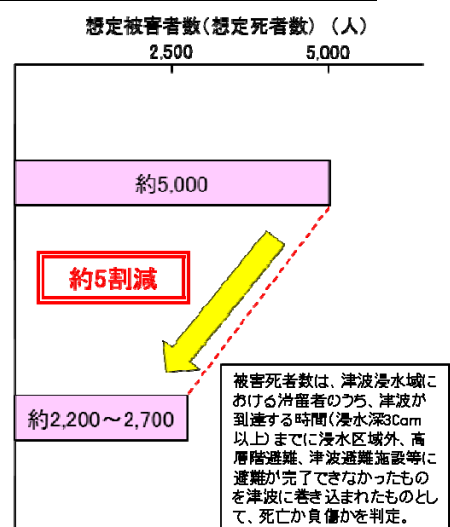 想定被害者数(想定死者数)（人）
2,500 5,000
約5,000
約5割減
約2,200～2,700
被害死者数は、津波浸水域に
おける滞留者のうち、津波が
到達する時間(浸水深30cm
以上)までに浸水区域外、高
層階避難、津波避難施設等に
避難が完了できなかったもの
を津波に巻き込まれたものとし
て、死亡か負傷かを判定。